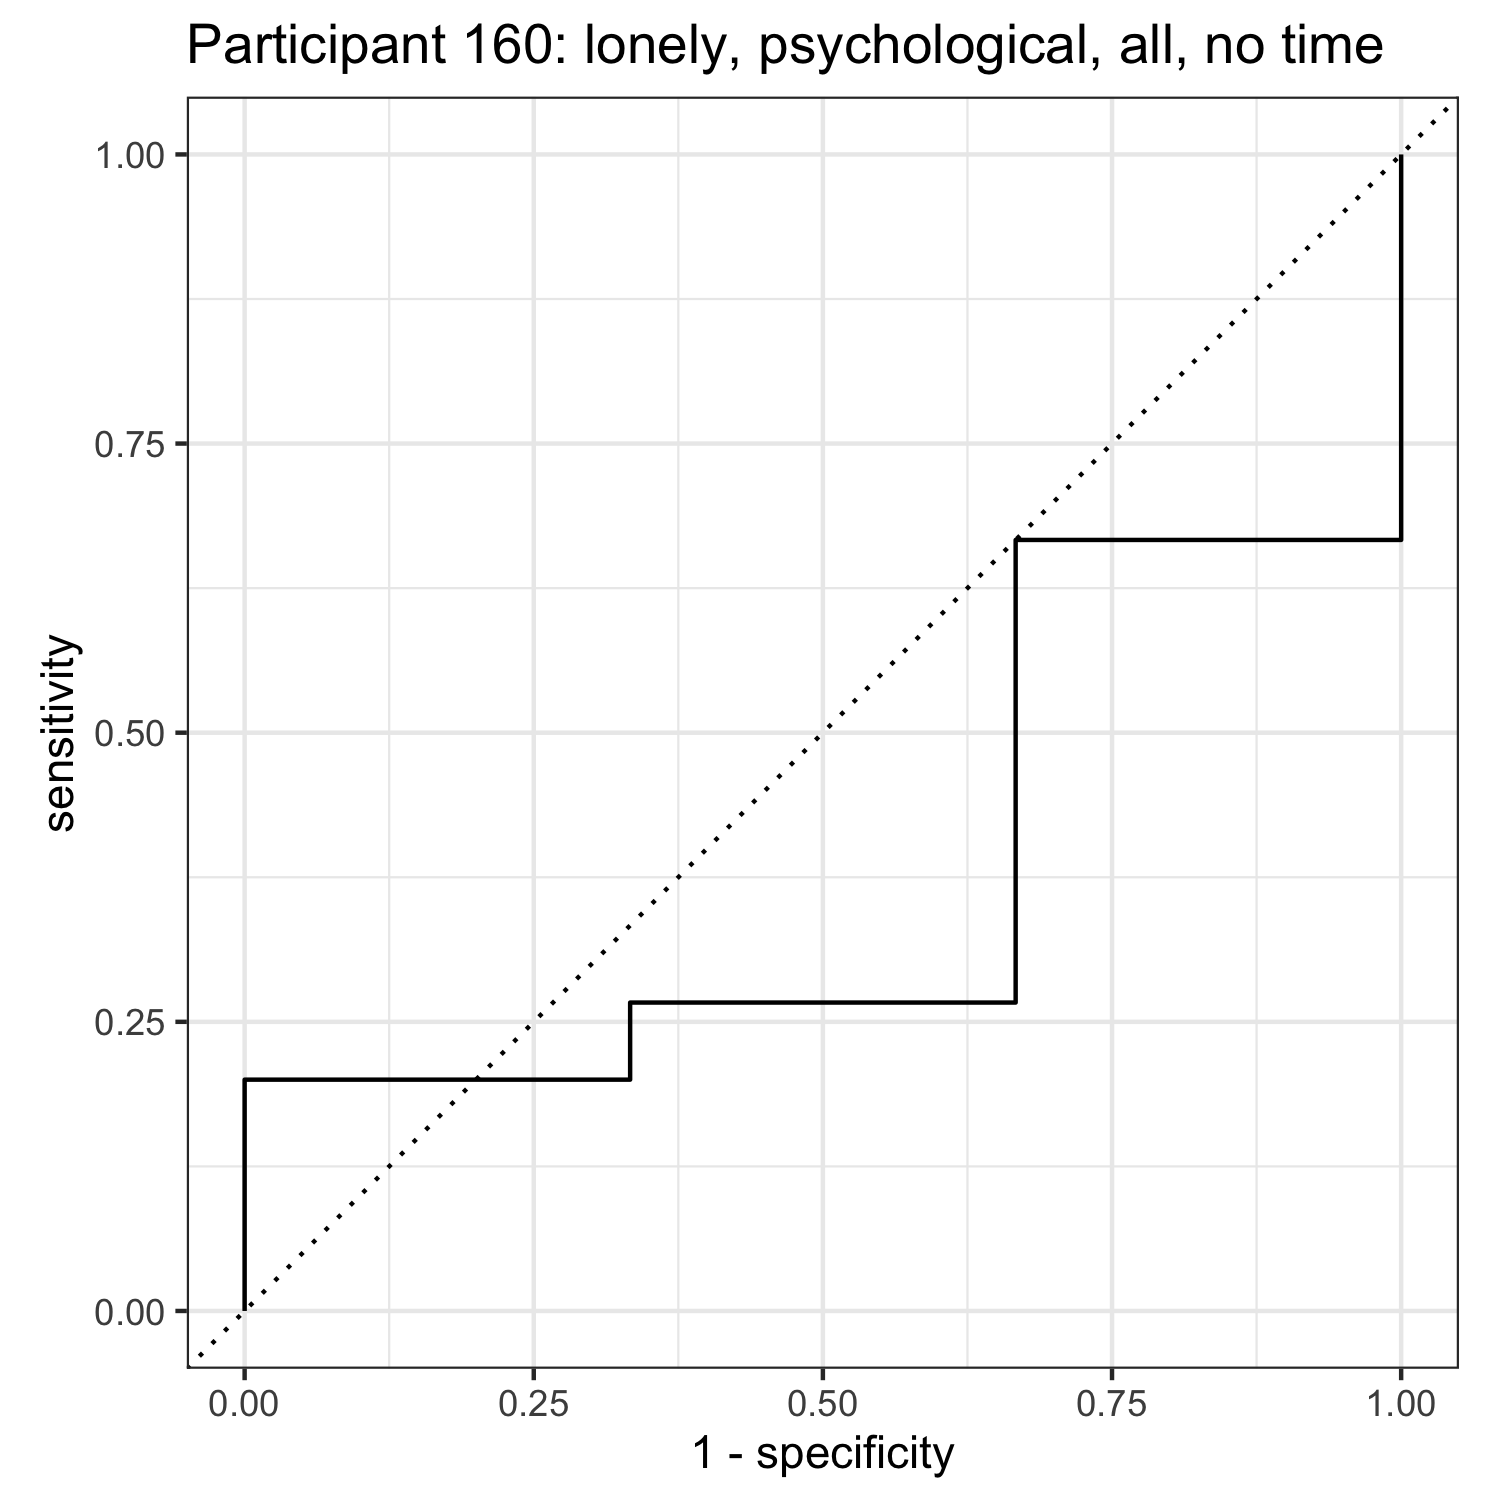 Participant 160: lonely, psychological, all, no time
1.00
0.75
0.50
0.25
0.00
sensitivity
0.00 0.25 0.50 0.75 1.00
1 - specificity